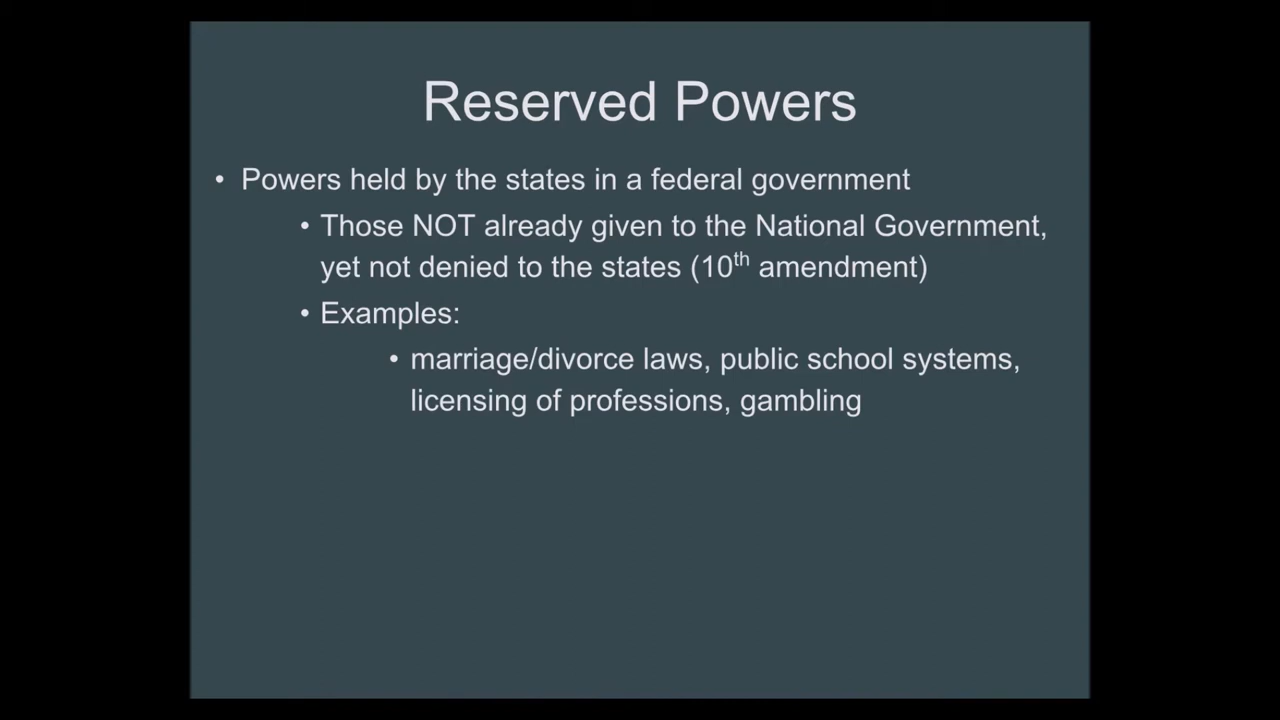 Reserved Powers
• Powers held by the states in a federal government
• Those NOT already given to the National Government,
yet not denied to the states (10th amendment)
• Examples:
• marriage/divorce laws, public school systems,
licensing of professions, gambling